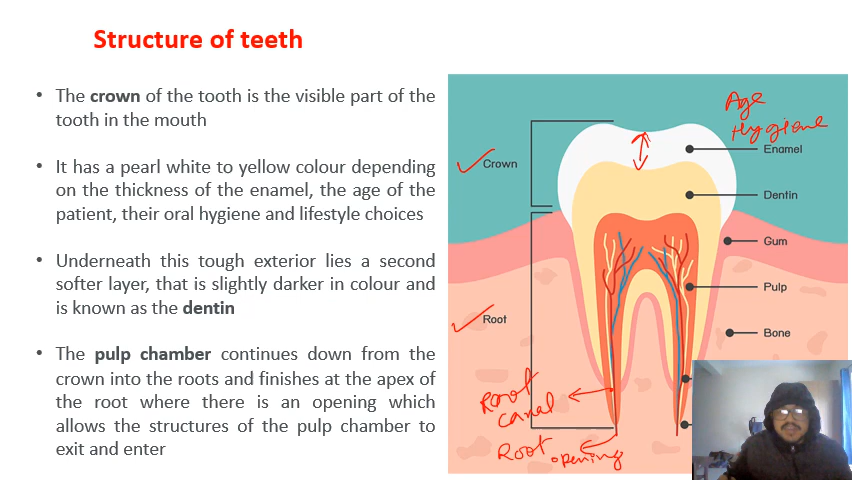 Structure of teeth
• The crown of the tooth is the visible part of the
tooth in the mouth
• It has a pearl white to yellow colour depending
on the thickness of the enamel, the age of the
patient, their oral hygiene and lifestyle choices
• Underneath this tough exterior lies a second
softer layer, that is slightly darker in colour and
is known as the dentin
• The pulp chamber continues down from the
crown into the roots and finishes at the apex of
the root where there is an opening which
allows the structures of the pulp chamber to
exit and enter
Age
Hygiene
Crown
Enamel
Dentin
Gum
Pulp
Root
Bone
Root
canal
Root
opening